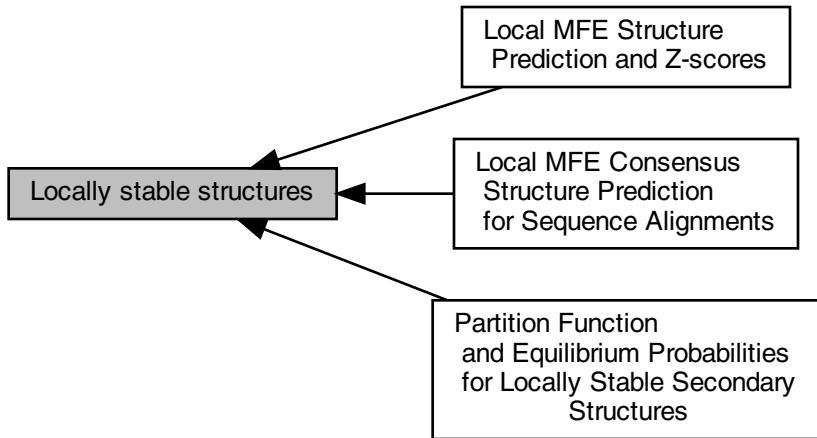 Local MFE Structure
Prediction and Z-scores
Locally stable structures
Local MFE Consensus
Structure Prediction
for Sequence Alignments
Partition Function
and Equilibrium Probabilities
for Locally Stable Secondary
Structures